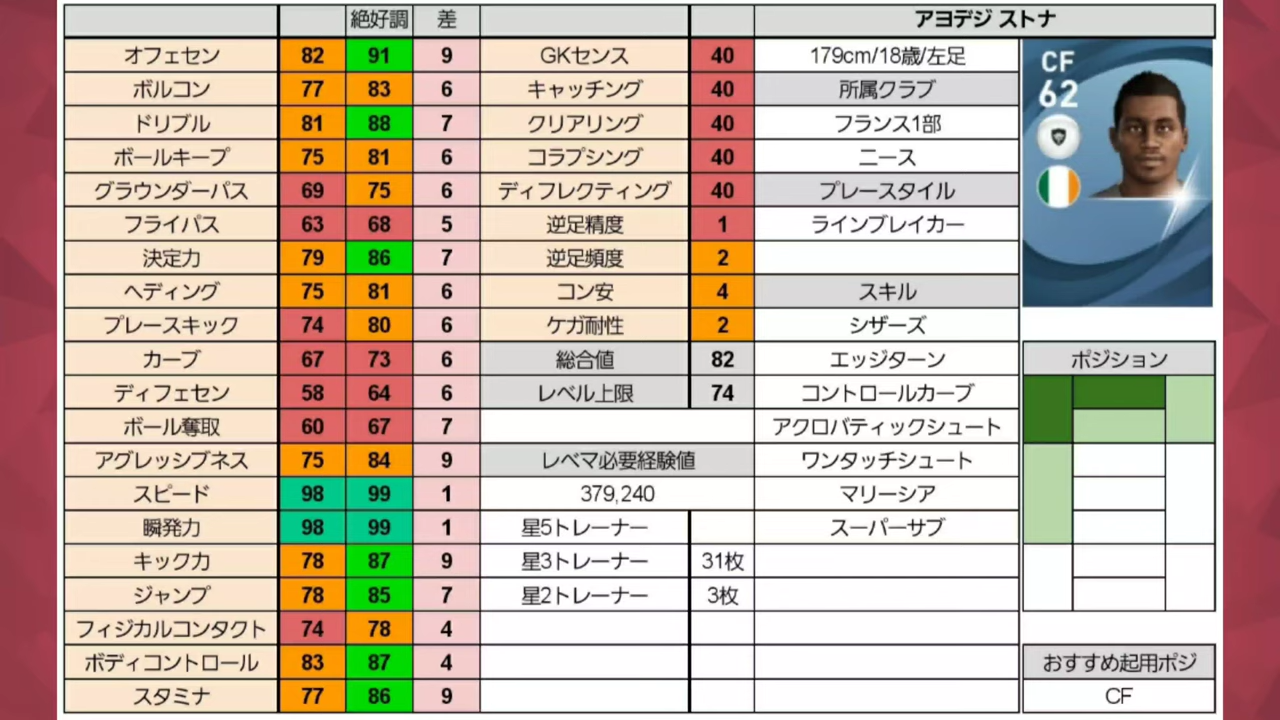 絶好調 差 アヨデジ ストナ
オフェセン 82 91 9 GKセンス 40 179cm/18歳/左足
ボルコン 77 83 6 キャッチング 40 所属クラブ
ドリブル 81 88 7 クリアリング 40 フランス1部
ボールキープ 75 81 6 コラプシング 40 ニース
グラウンダーパス 69 75 6 ディフレクティング 40 プレースタイル
フライパス 63 68 5 逆足精度 1 ラインブレイカー
決定力 79 86 7 逆足頻度 2
ヘディング 75 81 6 コン安 4 スキル
プレースキック 74 80 6 ケガ耐性 2 シザーズ
カーブ 67 73 6 総合値 82 エッジターン
ディフェセン 58 64 6 レベル上限 74 コントロールカーブ
ボール奪取 60 67 7 アクロバティックシュート
アグレッシブネス 75 84 9 レベマ必要経験値 ワンタッチシュート
スピード 98 99 1 379,240 マリーシア
瞬発力 98 99 1 星5トレーナー スーパーサブ
キック力 78 87 9 星3トレーナー 31枚
ジャンプ 78 85 7 星2トレーナー 3枚
フィジカルコンタクト 74 78 4
ボディコントロール 83 87 4
スタミナ 77 86 9
CF
62
ポジション
おすすめ起用ポジ
CF